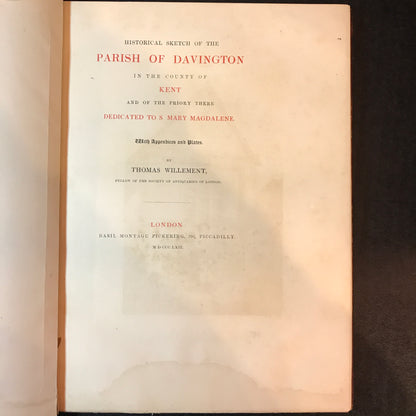 HISTORICAL SKETCH OF THE
PARISH OF DAVINGTON
IN THE COUNTY OF
KENT
AND OF THE PRIORY THERE
DEDICATED TO S. MARY MAGDALENE.
With Appendices and Plates.
BY
THOMAS WILLEMENT,
FELLOW OF THE SOCIETY OF ANTIQUARIES OF LONDON.
LONDON
BASIL MONTAGU PICKERING, 196, PICCADILLY.
MDCCCLXII.